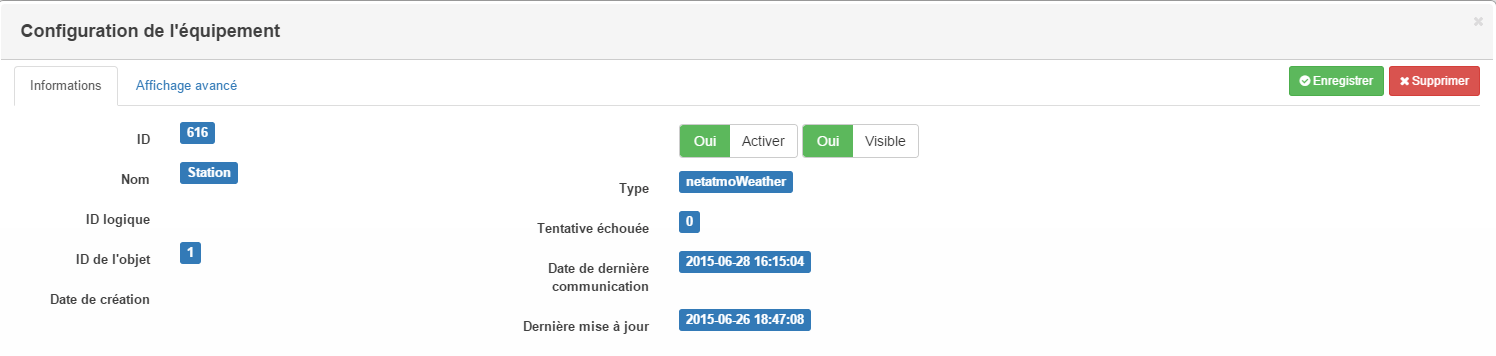 Configuration de l'équipement
Informations
Affichage avancé
Enregistrer
Supprimer
ID
616
Nom
Station
ID logique
ID de l'objet
1
Date de création
Oui Activer
Oui Visible
Type
netatmoWeather
Tentative échouée
0
Date de dernière
communication
2015-06-28 16:15:04
Dernière mise à jour
2015-06-26 18:47:08